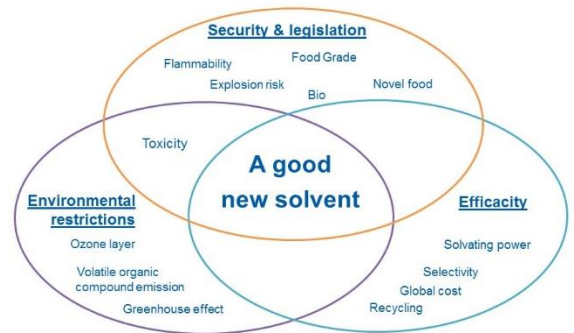 Security & legislation
Flammability
Food Grade
Explosion risk
Bio
Novel food
Toxicity
A good
new solvent
Environmental
restrictions
Ozone layer
Volatile organic
compound emission
Greenhouse effect
Efficacity
Solvating power
Selectivity
Global cost
Recycling